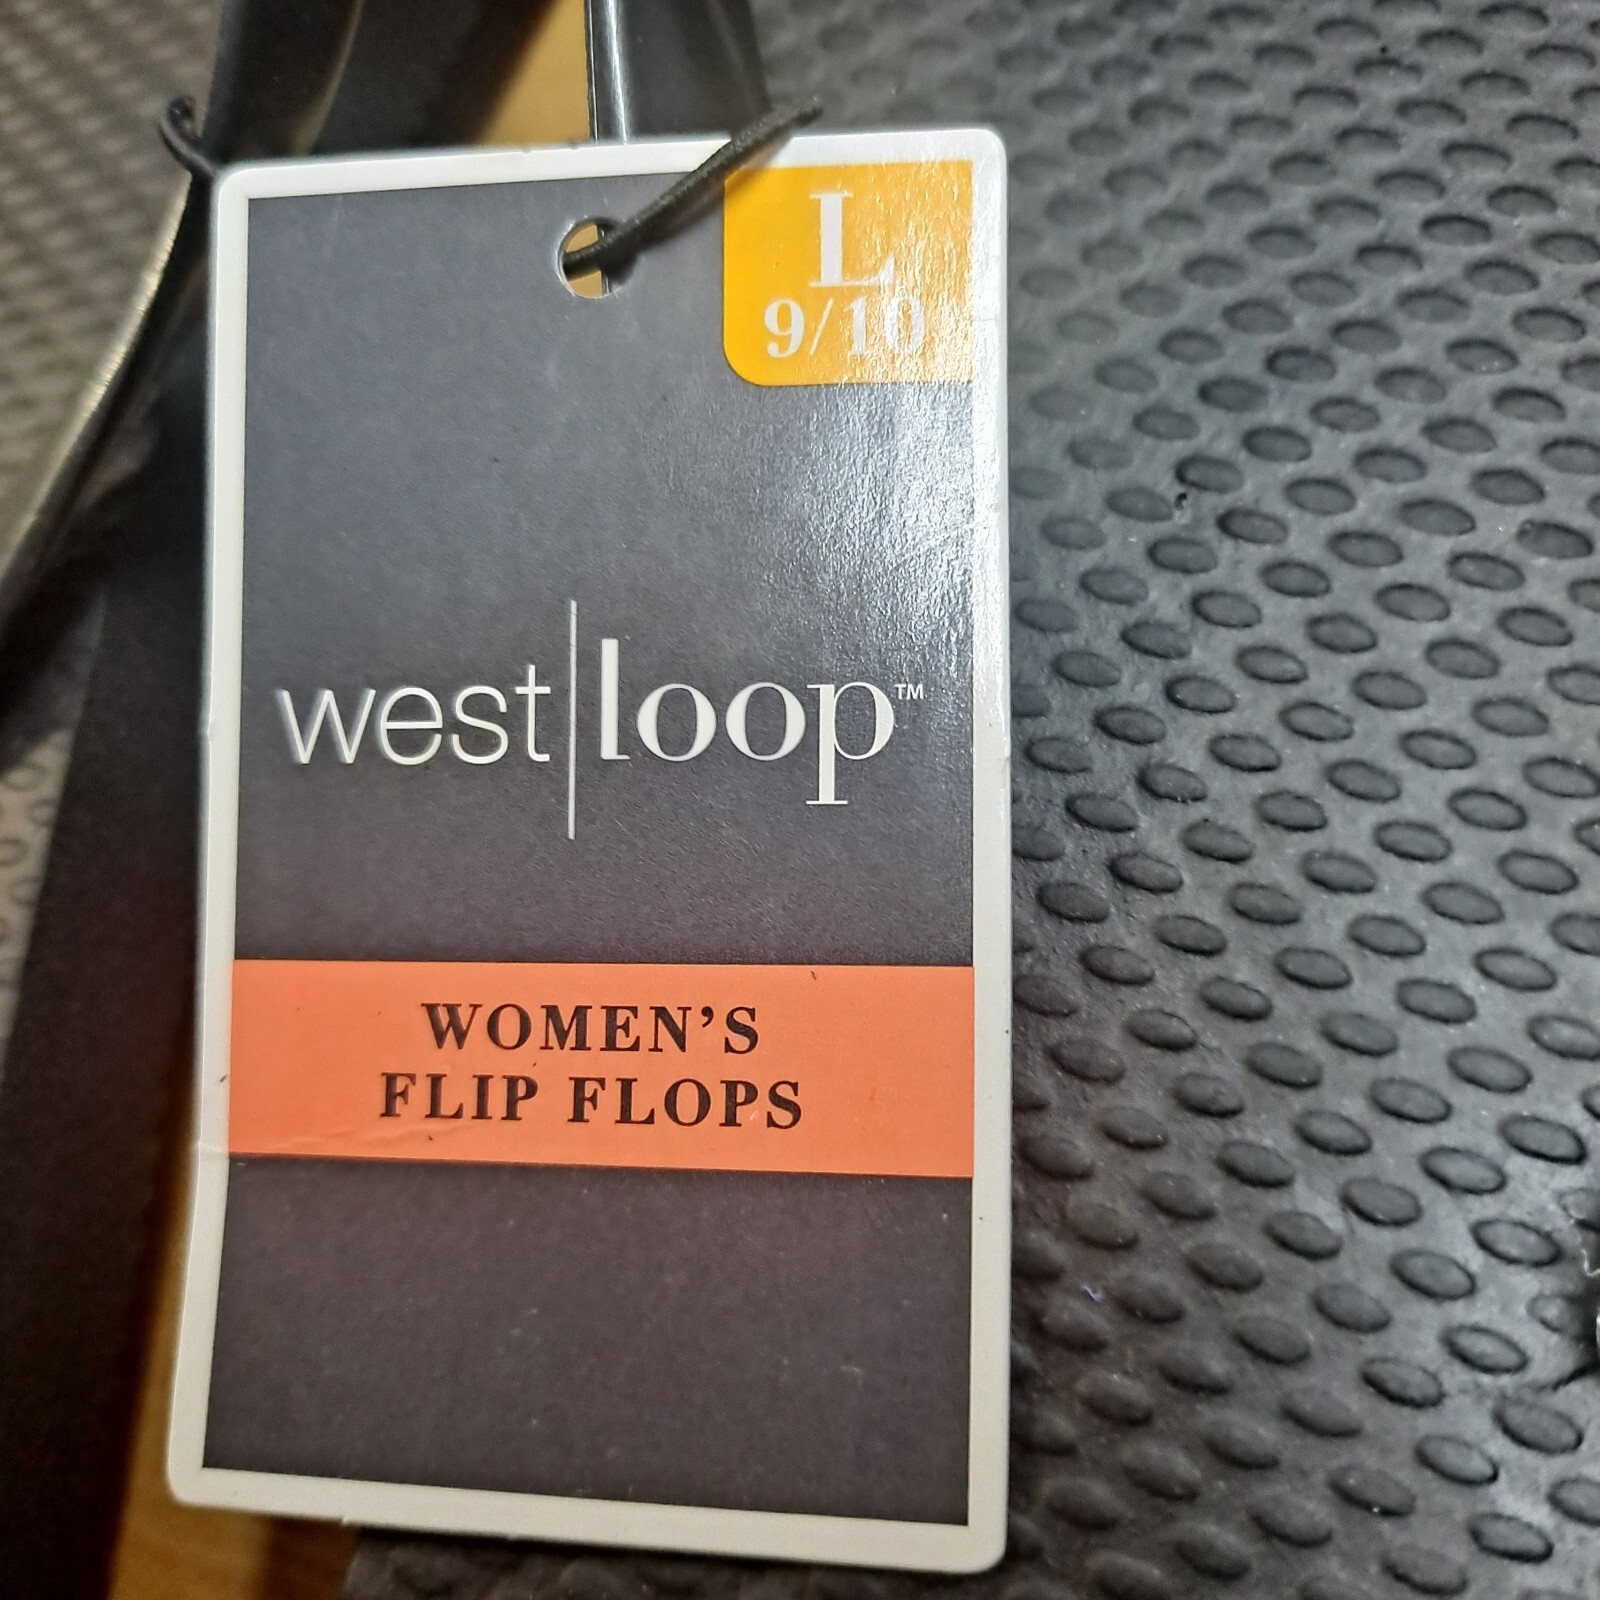 L
9/10
west loop™
WOMEN'S
FLIP FLOPS